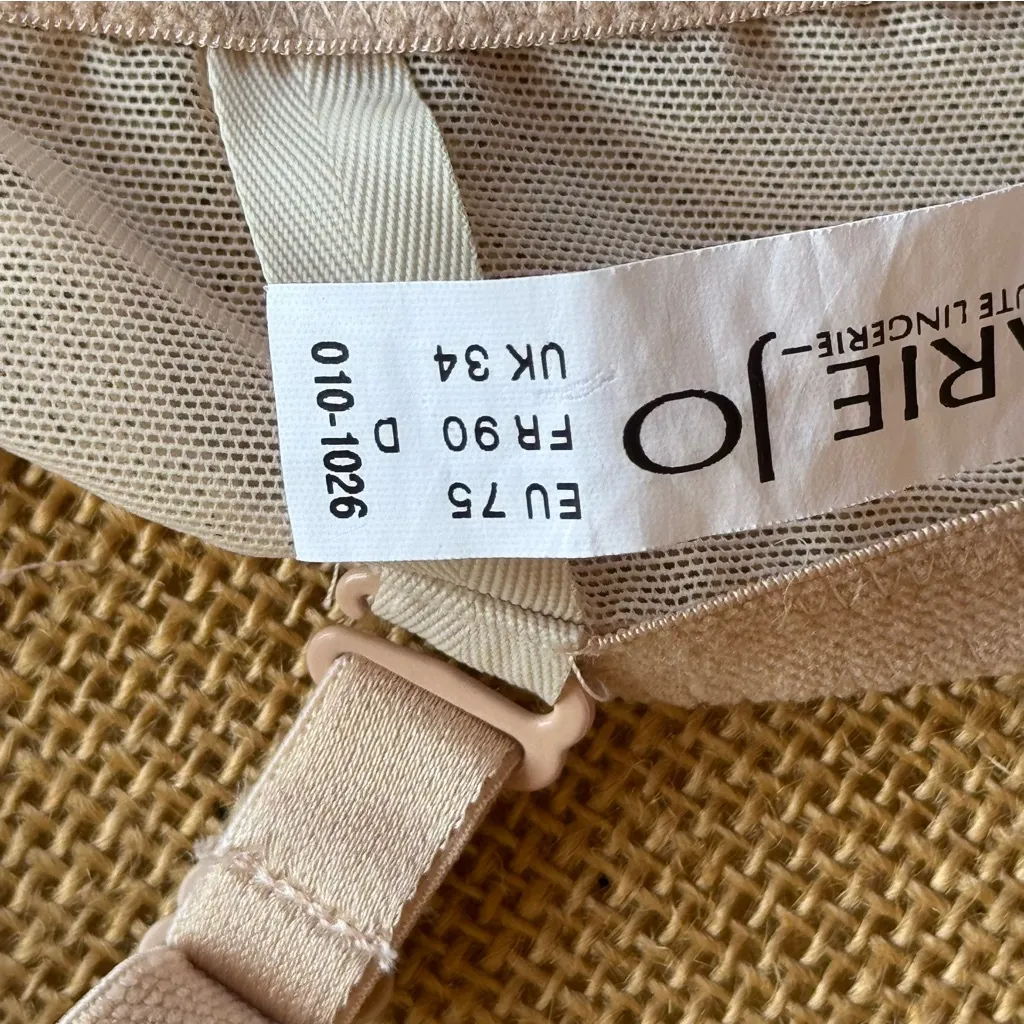 ARIE JO
UTE LINGERIE–
EU 75
FR 90 D
UK 34
010-1026